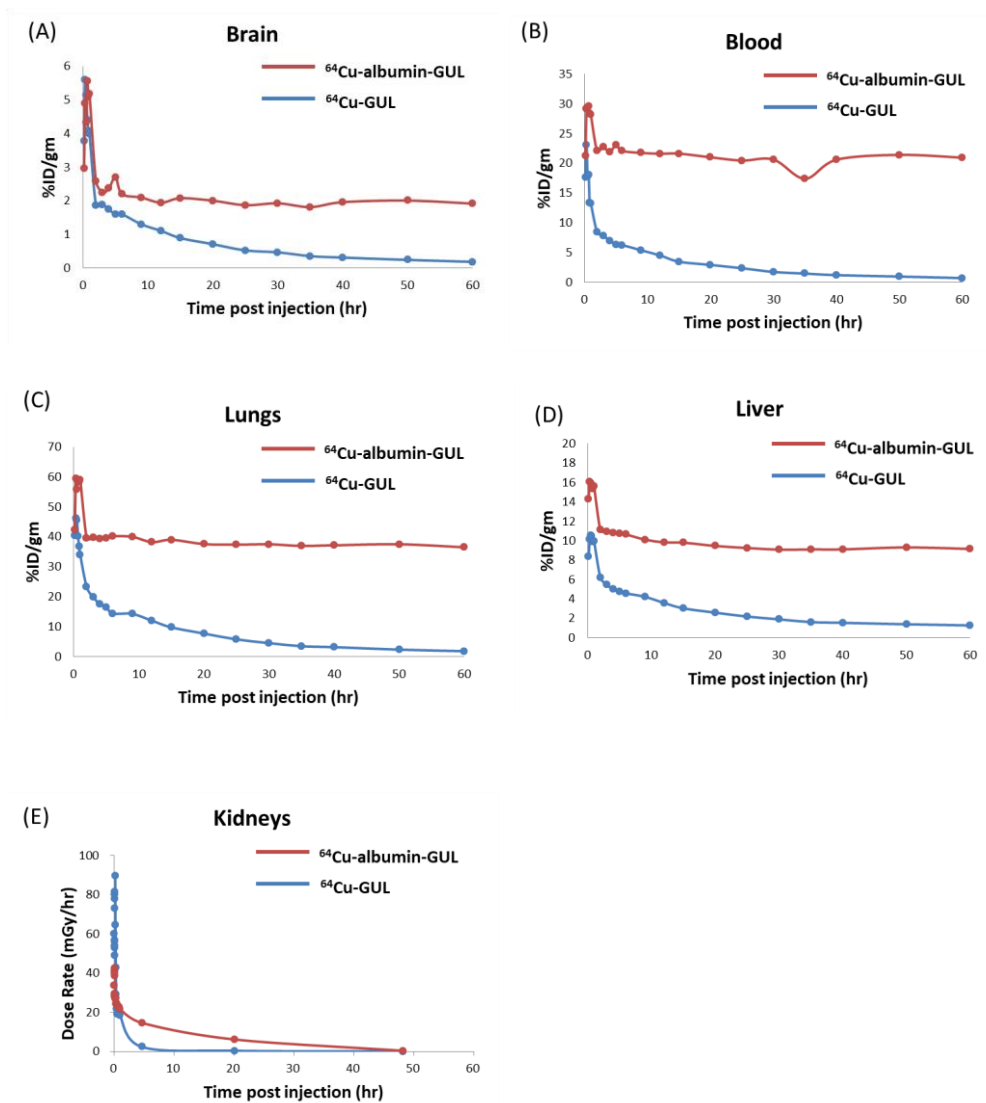 (A)
Brain
⁶⁴Cu-albumin-GUL
⁶⁴Cu-GUL
%ID/gm
6
5
4
3
2
1
0
0 10 20 30 40 50 60
Time post injection (hr)
(B)
Blood
⁶⁴Cu-albumin-GUL
⁶⁴Cu-GUL
%ID/gm
35
30
25
20
15
10
5
0
0 10 20 30 40 50 60
Time post injection (hr)
(C)
Lungs
⁶⁴Cu-albumin-GUL
⁶⁴Cu-GUL
%ID/gm
70
60
50
40
30
20
10
0
0 10 20 30 40 50 60
Time post injection (hr)
(D)
Liver
⁶⁴Cu-albumin-GUL
⁶⁴Cu-GUL
%ID/gm
20
18
16
14
12
10
8
6
4
2
0
0 10 20 30 40 50 60
Time post injection (hr)
(E)
Kidneys
⁶⁴Cu-albumin-GUL
⁶⁴Cu-GUL
Dose Rate (mGy/hr)
100
80
60
40
20
0
0 10 20 30 40 50 60
Time post injection (hr)